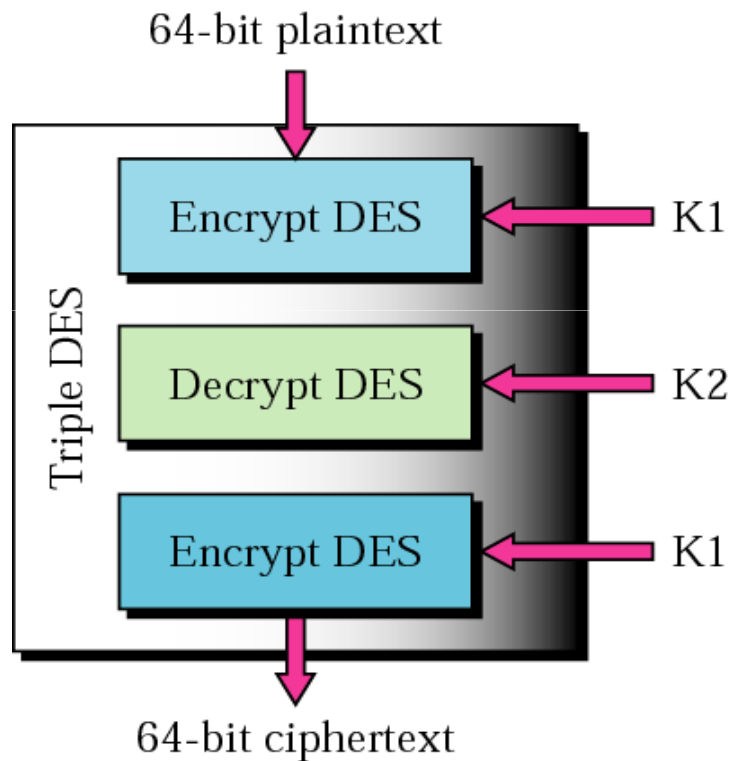 64-bit plaintext
Encrypt DES
K1
Triple DES
Decrypt DES
K2
Encrypt DES
K1
64-bit ciphertext